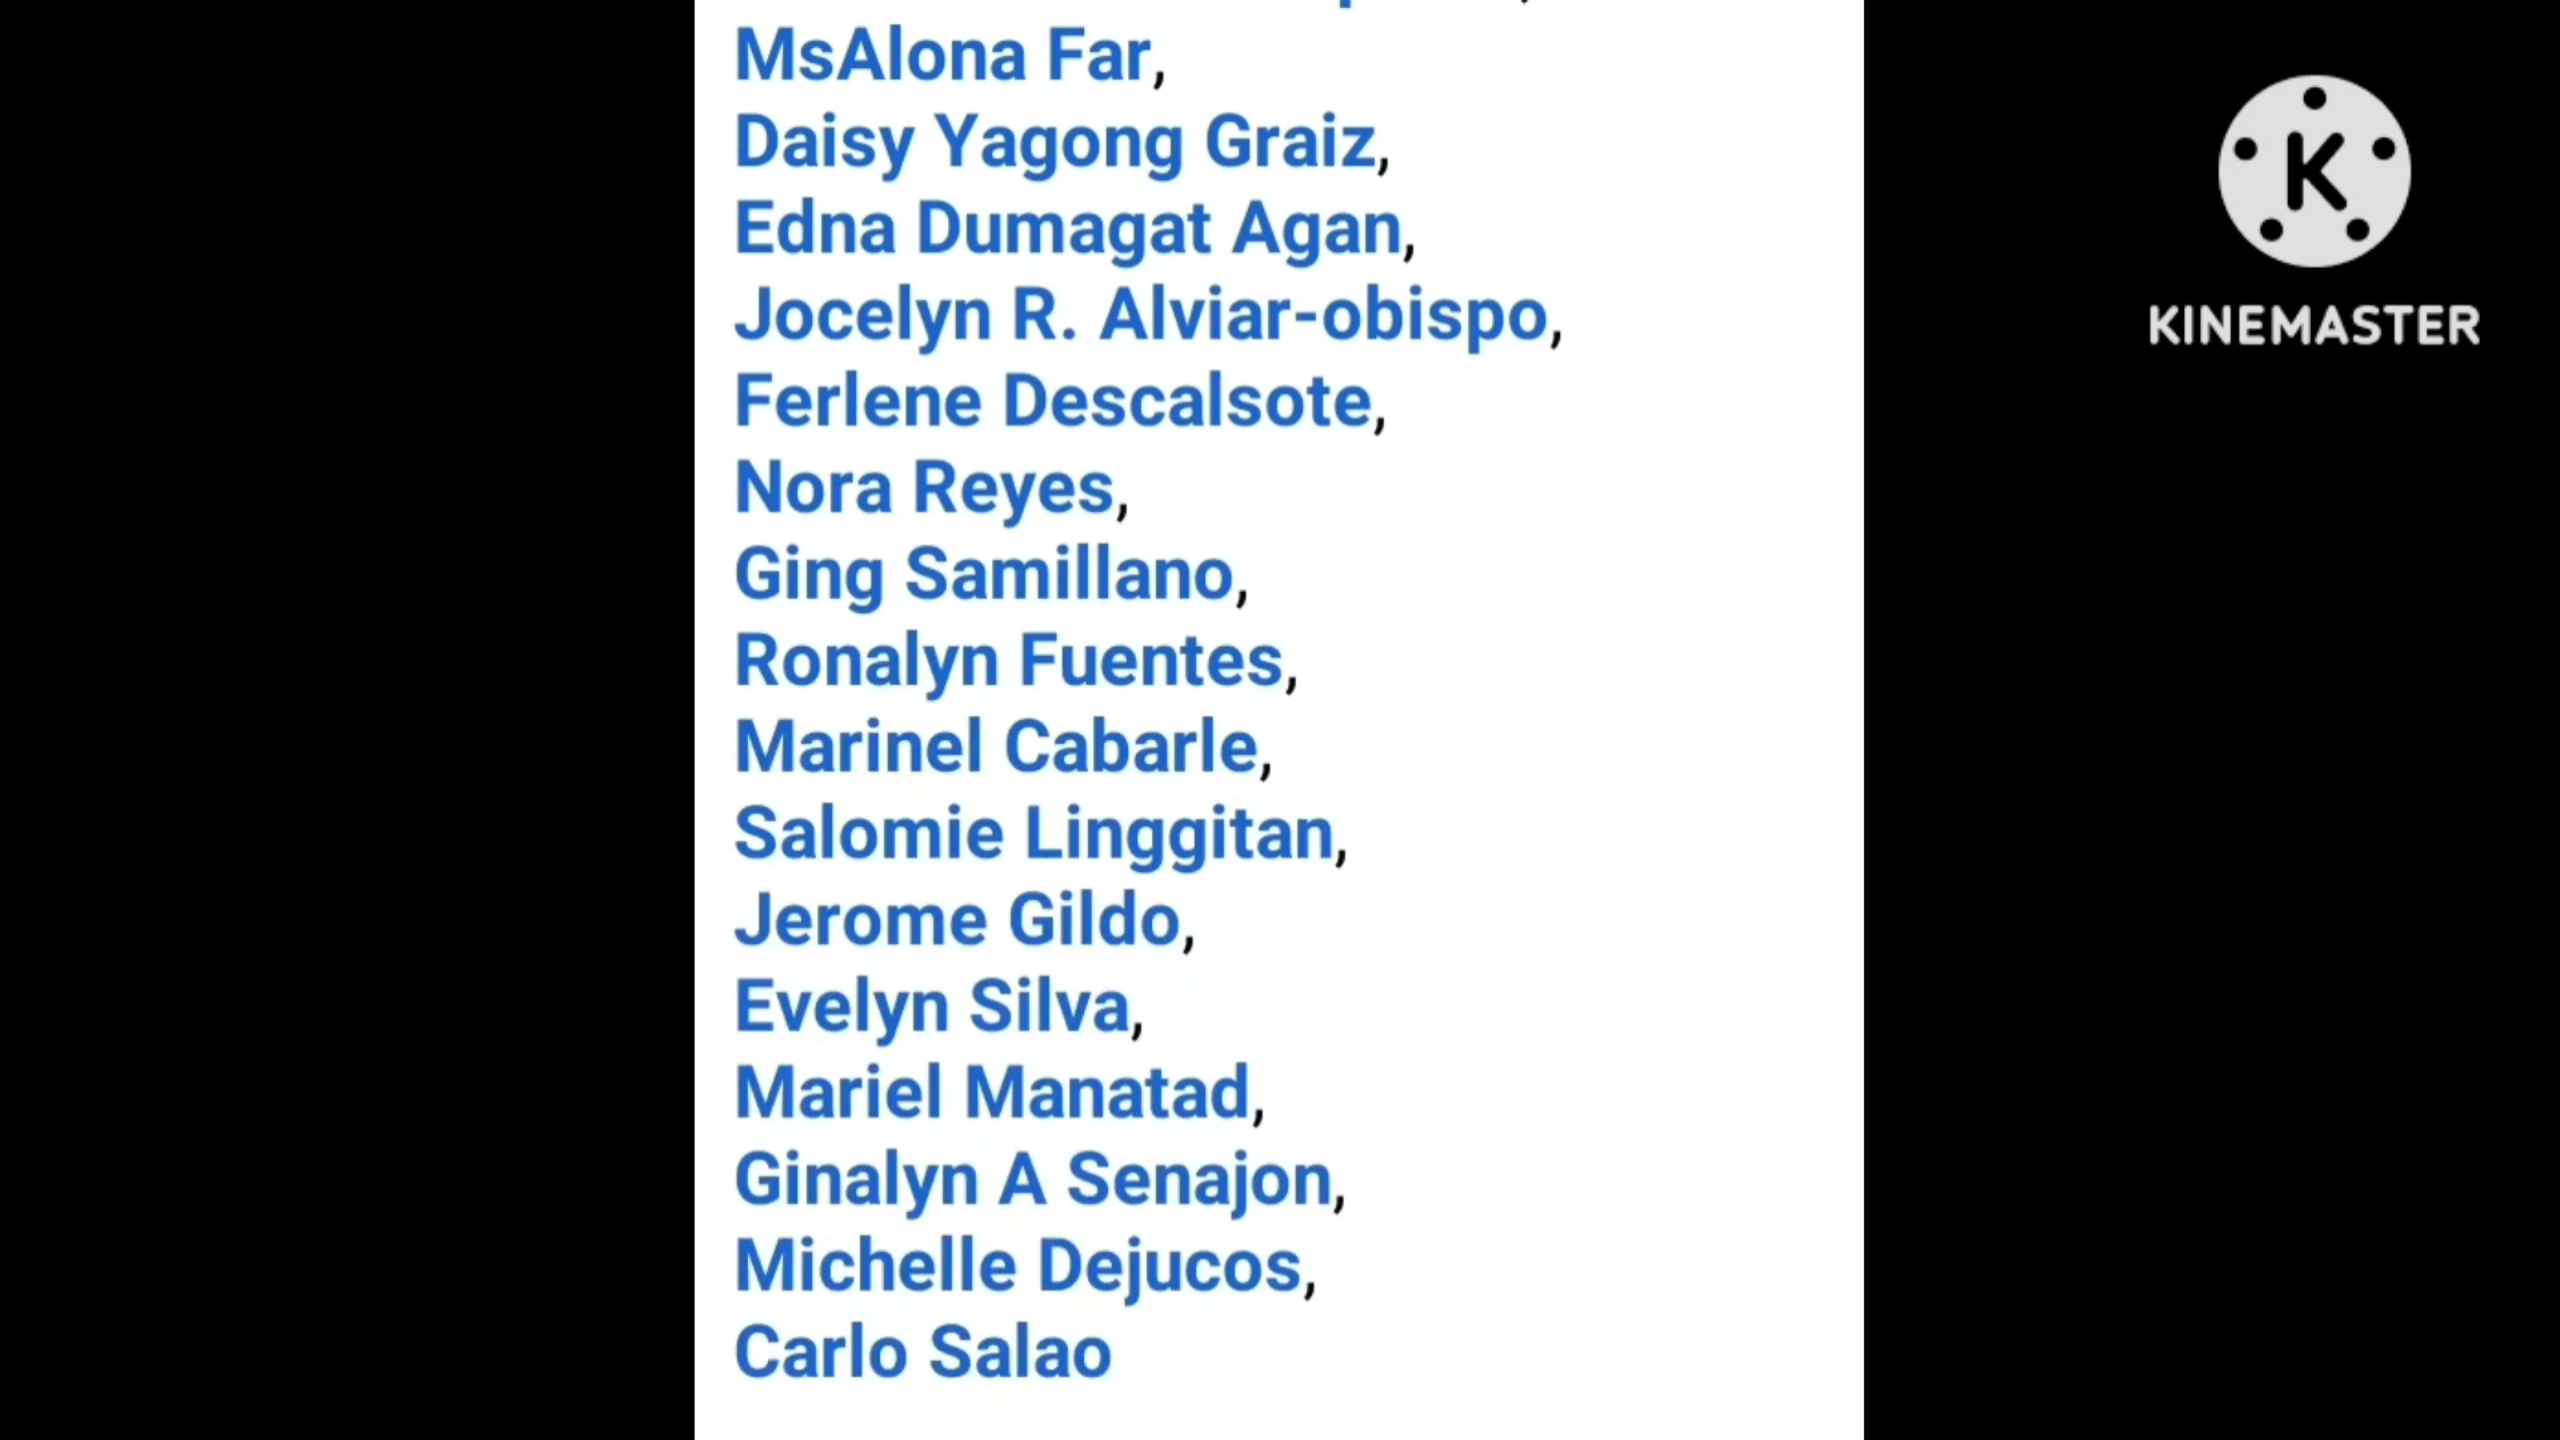 MsAlona Far,
Daisy Yagong Graiz,
Edna Dumagat Agan,
Jocelyn R. Alviar-obispo,
Ferlene Descalsote,
Nora Reyes,
Ging Samillano,
Ronalyn Fuentes,
Marinel Cabarle,
Salomie Linggitan,
Jerome Gildo,
Evelyn Silva,
Mariel Manatad,
Ginalyn A Senajon,
Michelle Dejucos,
Carlo Salao
K
KINEMASTER